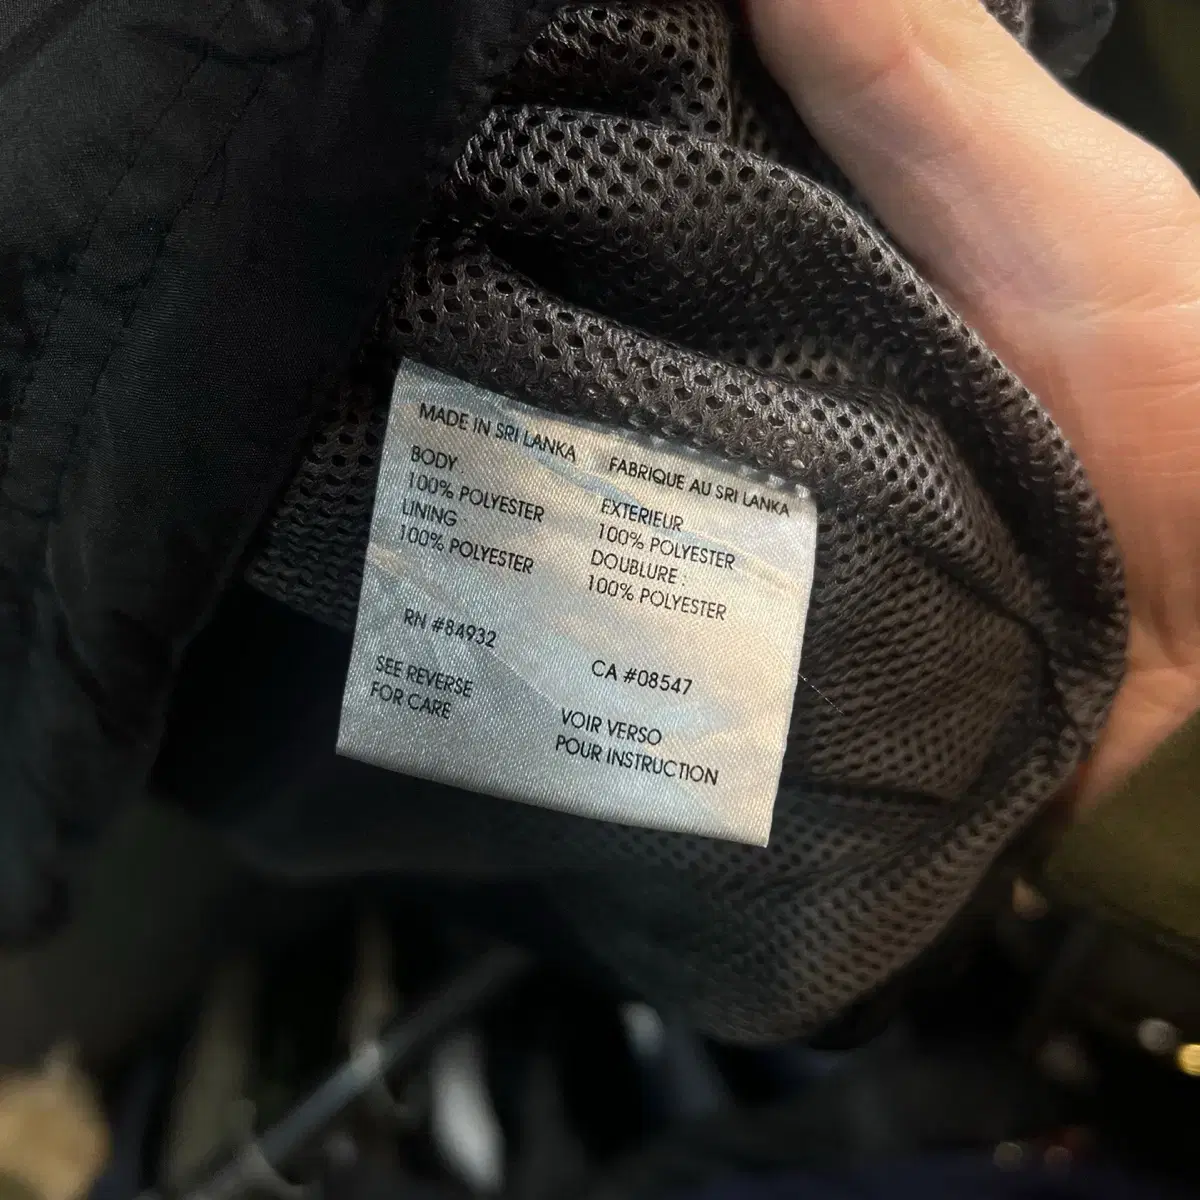 MADE IN SRI LANKA
BODY
100% POLYESTER
LINING
100% POLYESTER
RN #84932
SEE REVERSE
FOR CARE
FABRIQUE AU SRI LANKA
EXTERIEUR
100% POLYESTER
DOUBLURE :
100% POLYESTER
CA #08547
VOIR VERSO
POUR INSTRUCTION